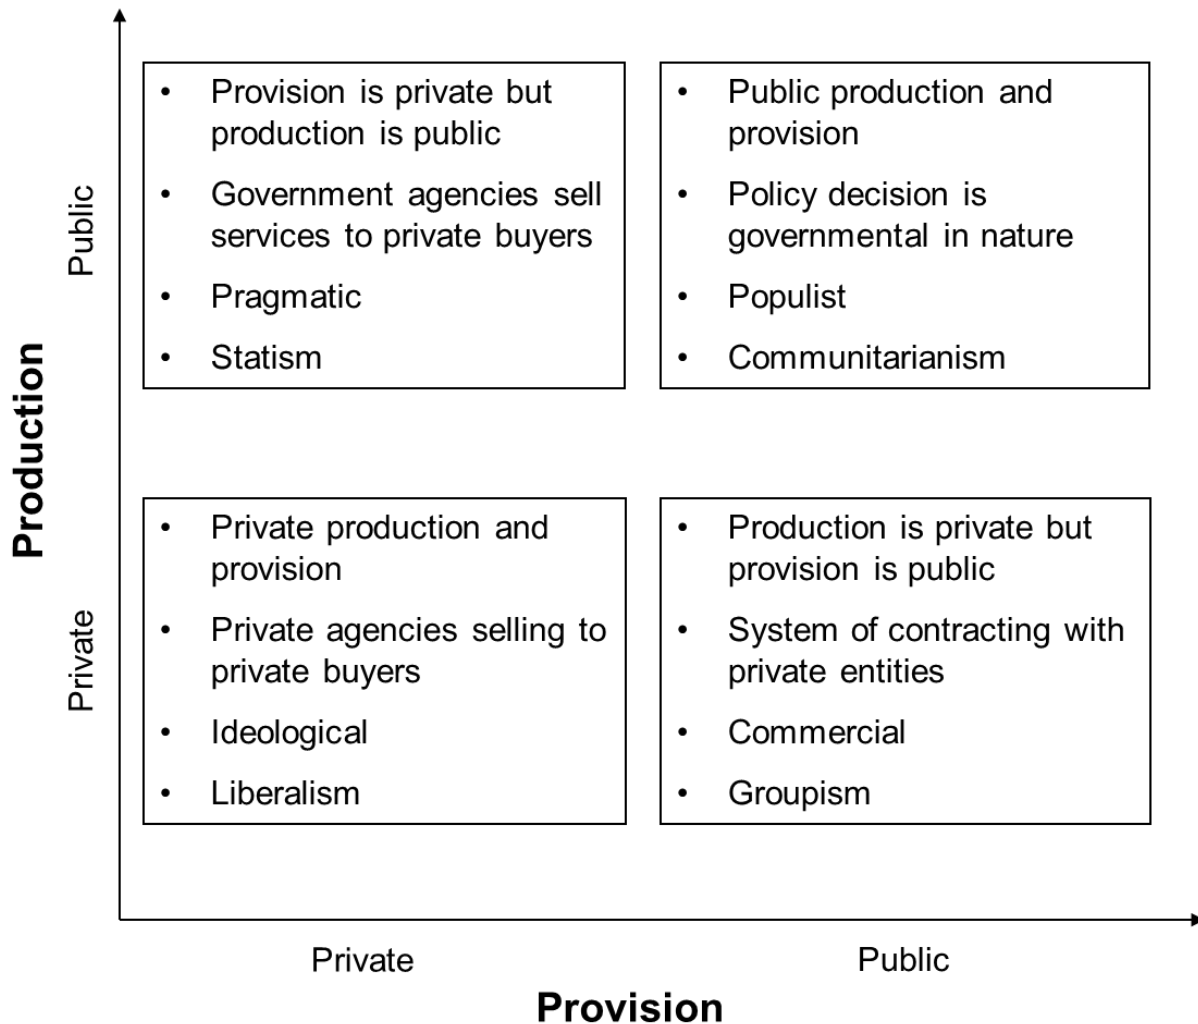 Production
Public
Private
• Provision is private but
production is public
• Government agencies sell
services to private buyers
• Pragmatic
• Statism
• Public production and
provision
• Policy decision is
governmental in nature
• Populist
• Communitarianism
• Private production and
provision
• Private agencies selling to
private buyers
• Ideological
• Liberalism
• Production is private but
provision is public
• System of contracting with
private entities
• Commercial
• Groupism
Private
Public
Provision